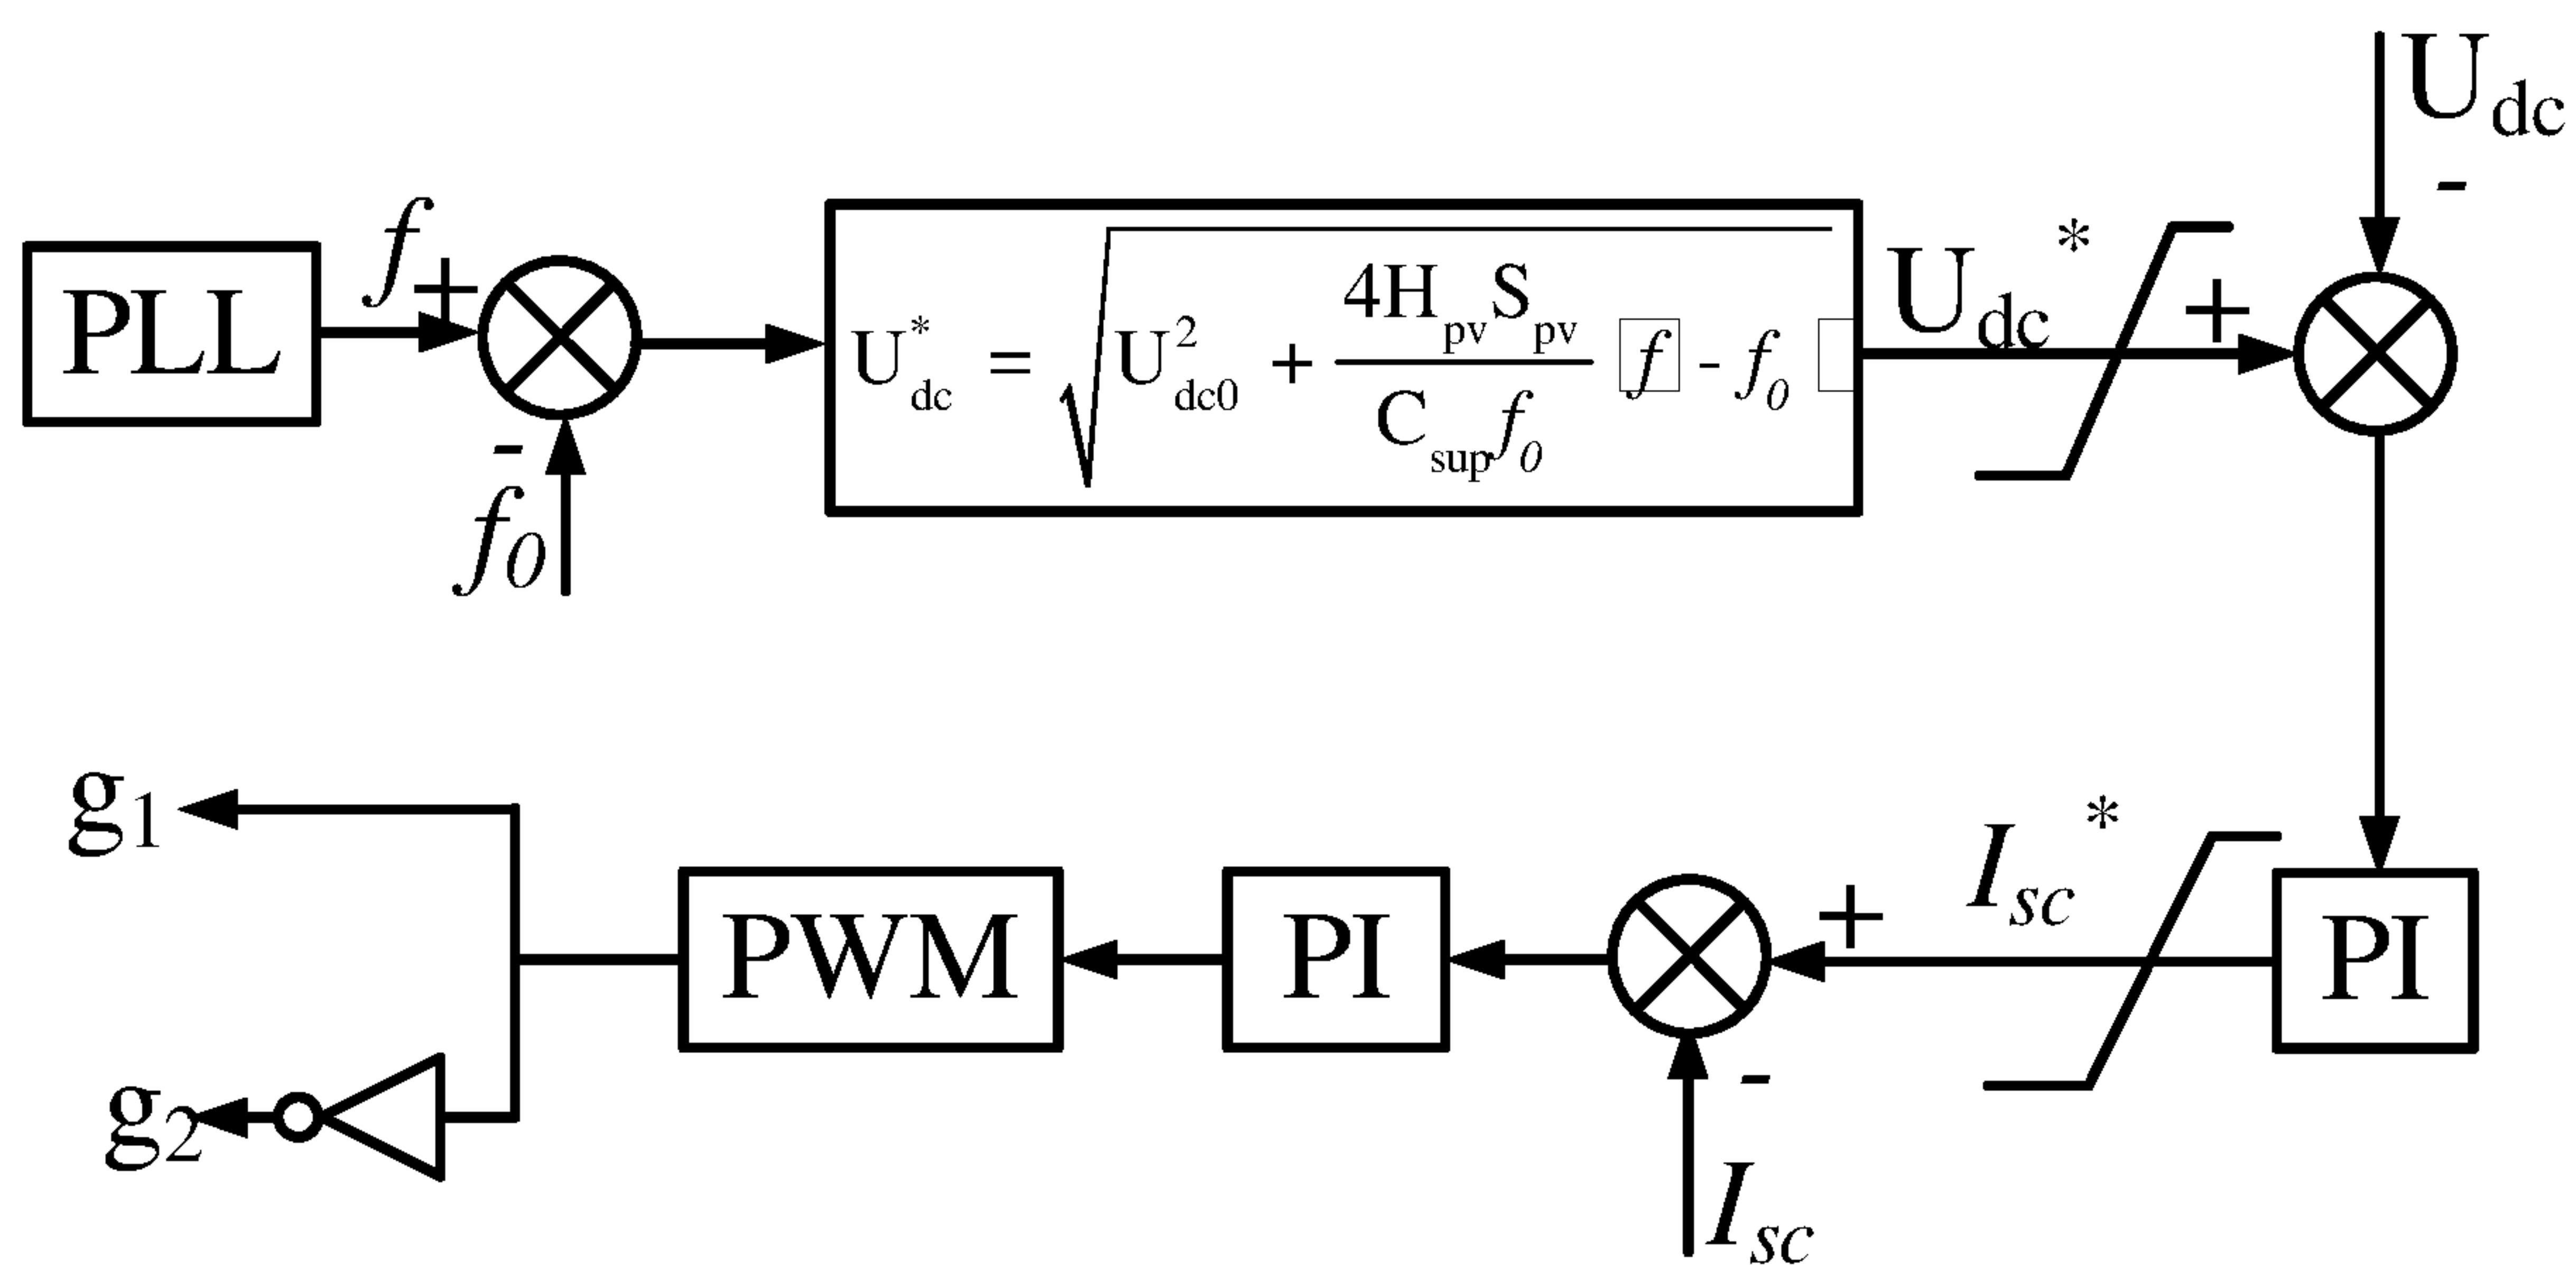 PLL
f
+
-
f0
U*dc = √ U²dc0 + 4HpvSpv / Csup f0 f - f0
Udc*
+
Udc
-
PI
Isc*
+
-
Isc
PI
PWM
g1
g2